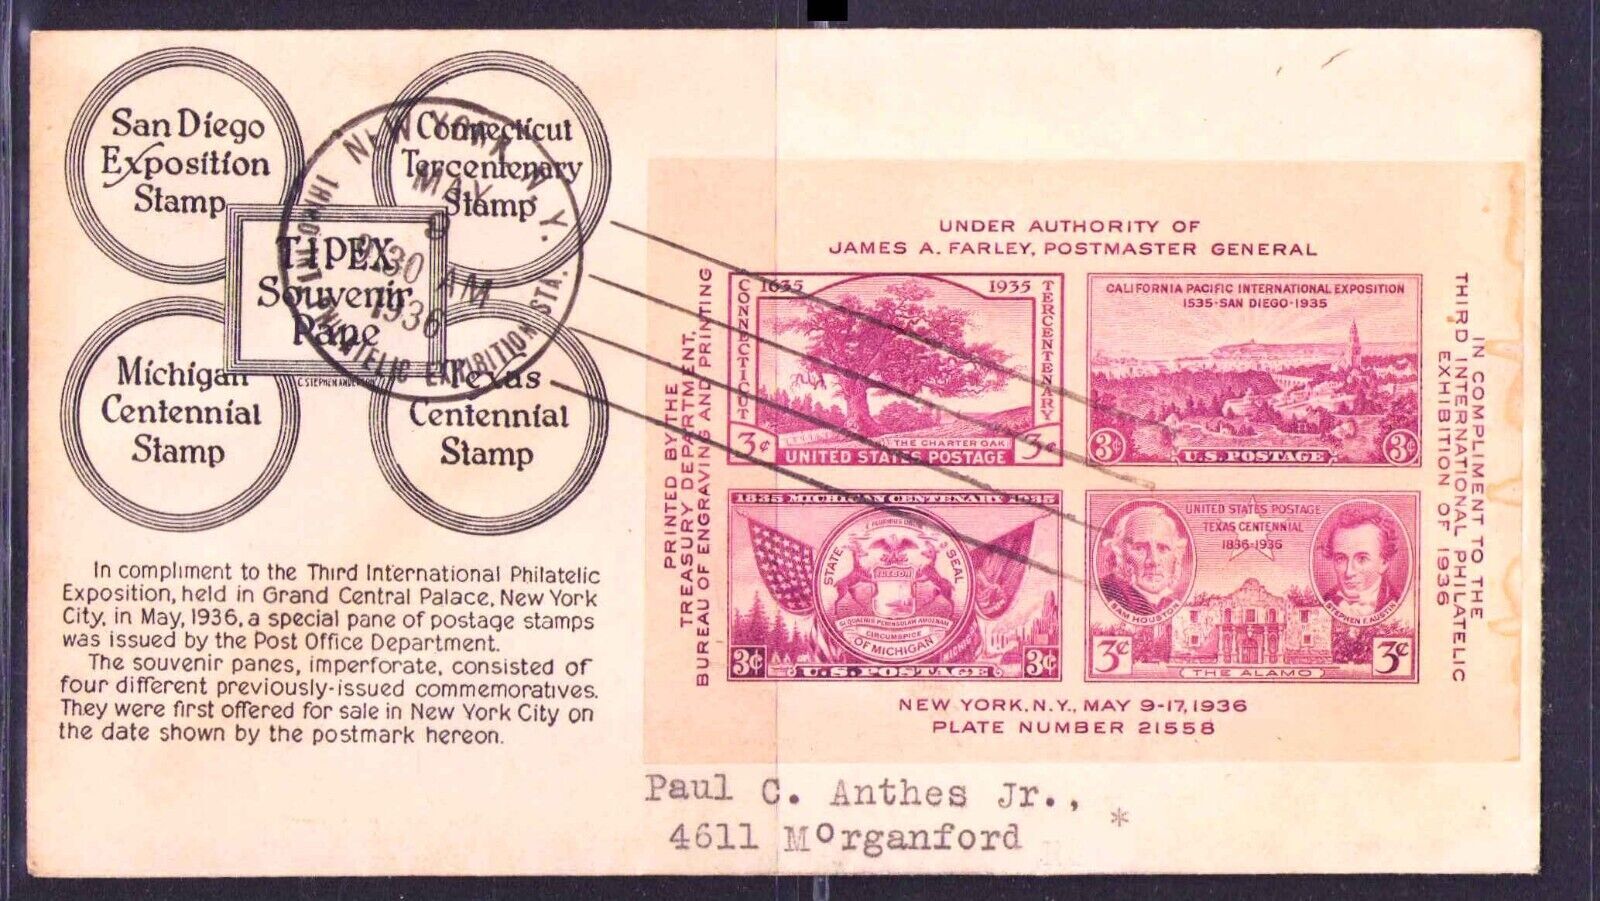 San Diego
Exposition
Stamp
Connecticut
Tercentenary
Stamp
TIPEX
Souvenir
Pane
C. STEPHEN ANDERSON
Michigan
Centennial
Stamp
Texas
Centennial
Stamp
NEW YORK, N.Y.
MAY
9
30 AM
1936
EXHIBITION STA.
In compliment to the Third International Philatelic
Exposition, held in Grand Central Palace, New York
City, in May, 1936, a special pane of postage stamps
was issued by the Post Office Department.
The souvenir panes, imperforate, consisted of
four different previously-issued commemoratives.
They were first offered for sale in New York City on
the date shown by the postmark hereon.
UNDER AUTHORITY OF
JAMES A. FARLEY, POSTMASTER GENERAL
PRINTED BY THE
TREASURY DEPARTMENT,
BUREAU OF ENGRAVING AND PRINTING
1635 1935
CONNECTICUT
TERCENTENARY
3¢ THE CHARTER OAK 3¢
UNITED STATES POSTAGE
CALIFORNIA PACIFIC INTERNATIONAL EXPOSITION
1535·SAN DIEGO·1935
3¢ U.S. POSTAGE 3¢
1835 MICHIGAN CENTENARY 1935
E PLURIBUS UNUM
STATE SEAL
TUEBOR
CIRCUMSPICE
OF MICHIGAN
3¢ U.S. POSTAGE 3¢
UNITED STATES POSTAGE
TEXAS CENTENNIAL
1836-1936
SAM HOUSTON
STEPHEN F. AUSTIN
3¢ THE ALAMO 3¢
IN COMPLIMENT TO THE
THIRD INTERNATIONAL PHILATELIC
EXHIBITION OF 1936
NEW YORK, N.Y., MAY 9-17, 1936
PLATE NUMBER 21558
Paul C. Anthes Jr.,
4611 Morganford *